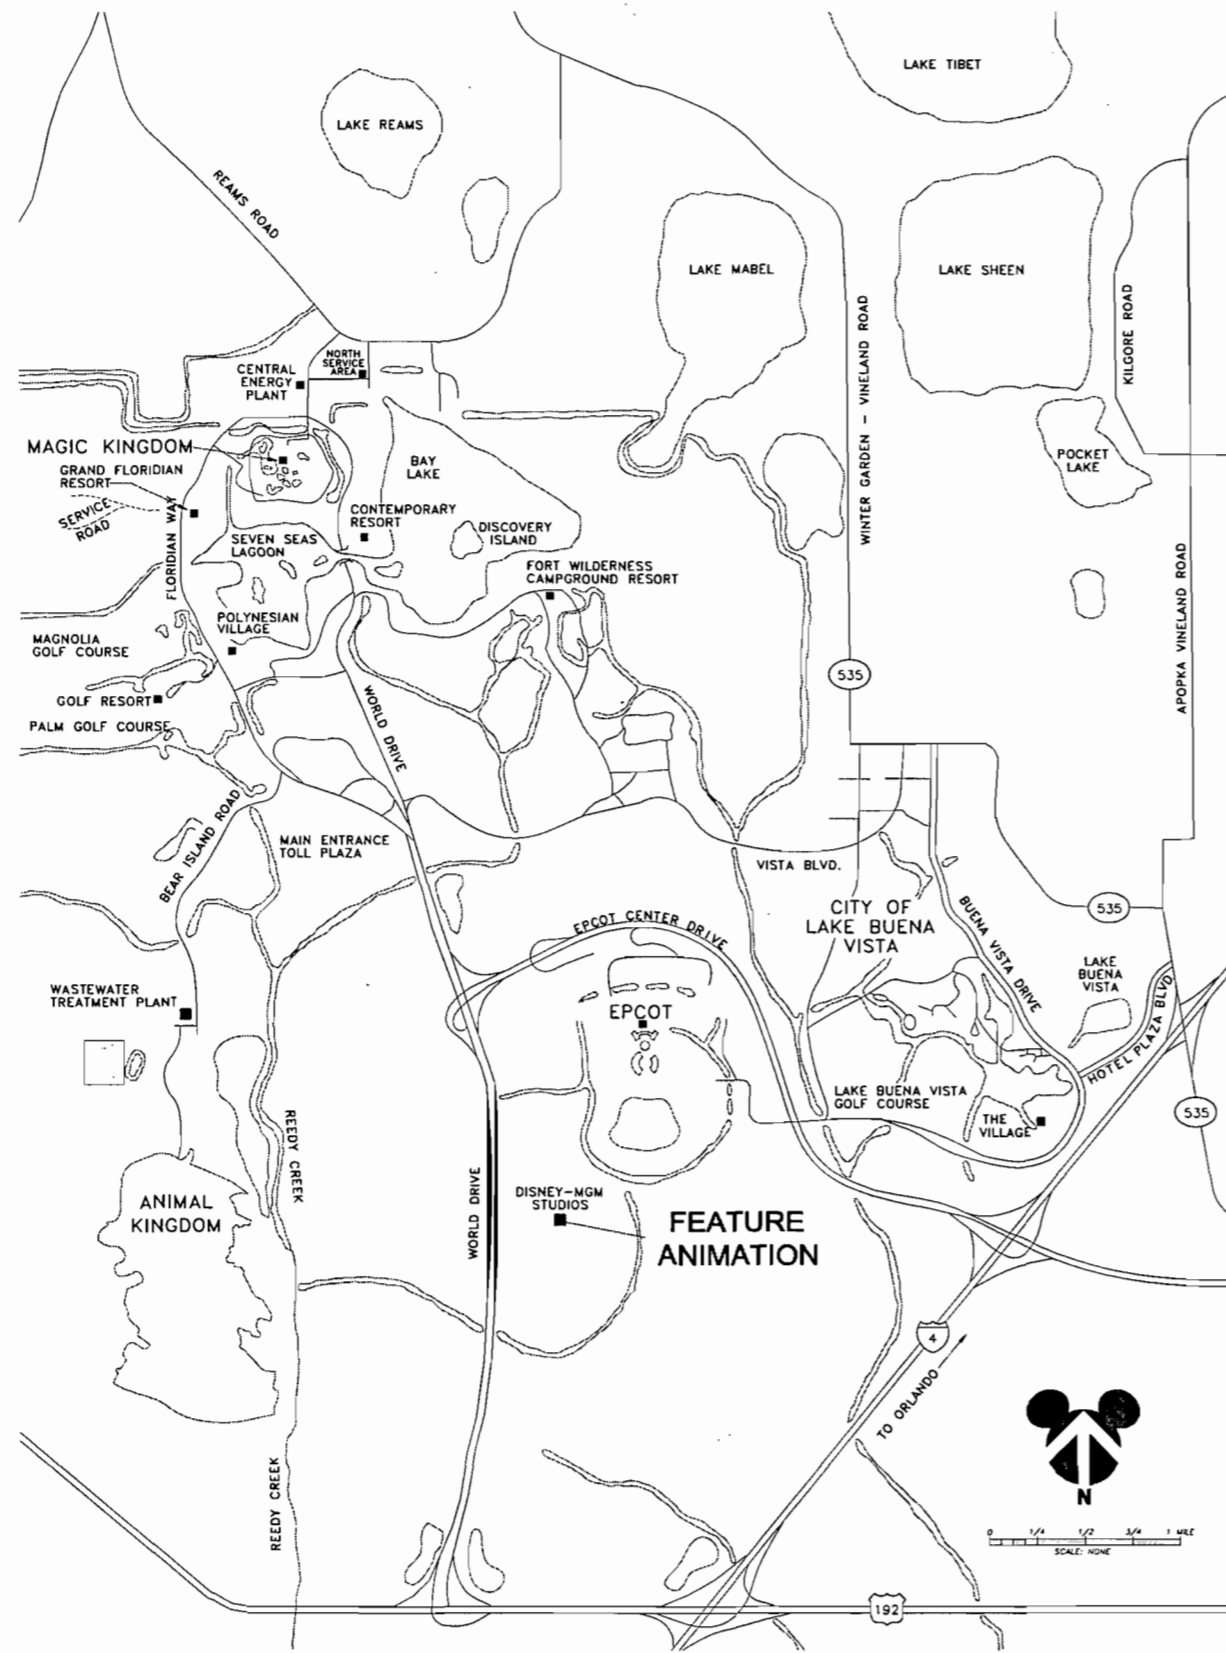 LAKE TIBET
LAKE REAMS
REAMS ROAD
LAKE MABEL
LAKE SHEEN
KILGORE ROAD
WINTER GARDEN - VINELAND ROAD
NORTH
SERVICE
AREA
CENTRAL
ENERGY
PLANT
MAGIC KINGDOM
GRAND FLORIDIAN
RESORT
SERVICE
ROAD
FLORIDIAN WAY
BAY
LAKE
POCKET
LAKE
CONTEMPORARY
RESORT
DISCOVERY
ISLAND
SEVEN SEAS
LAGOON
FORT WILDERNESS
CAMPGROUND RESORT
APOPKA VINELAND ROAD
POLYNESIAN
VILLAGE
MAGNOLIA
GOLF COURSE
GOLF RESORT
PALM GOLF COURSE
535
WORLD DRIVE
BEAR ISLAND ROAD
MAIN ENTRANCE
TOLL PLAZA
VISTA BLVD.
CITY OF
LAKE BUENA
VISTA
BUENA VISTA DRIVE
535
EPCOT CENTER DRIVE
LAKE
BUENA
VISTA
WASTEWATER
TREATMENT PLANT
EPCOT
HOTEL PLAZA BLVD
LAKE BUENA VISTA
GOLF COURSE
THE
VILLAGE
535
REEDY CREEK
WORLD DRIVE
ANIMAL
KINGDOM
DISNEY-MGM
STUDIOS
FEATURE
ANIMATION
4
TO ORLANDO
REEDY CREEK
N
0 1/4 1/2 3/4 1 MILE
SCALE: NONE
192